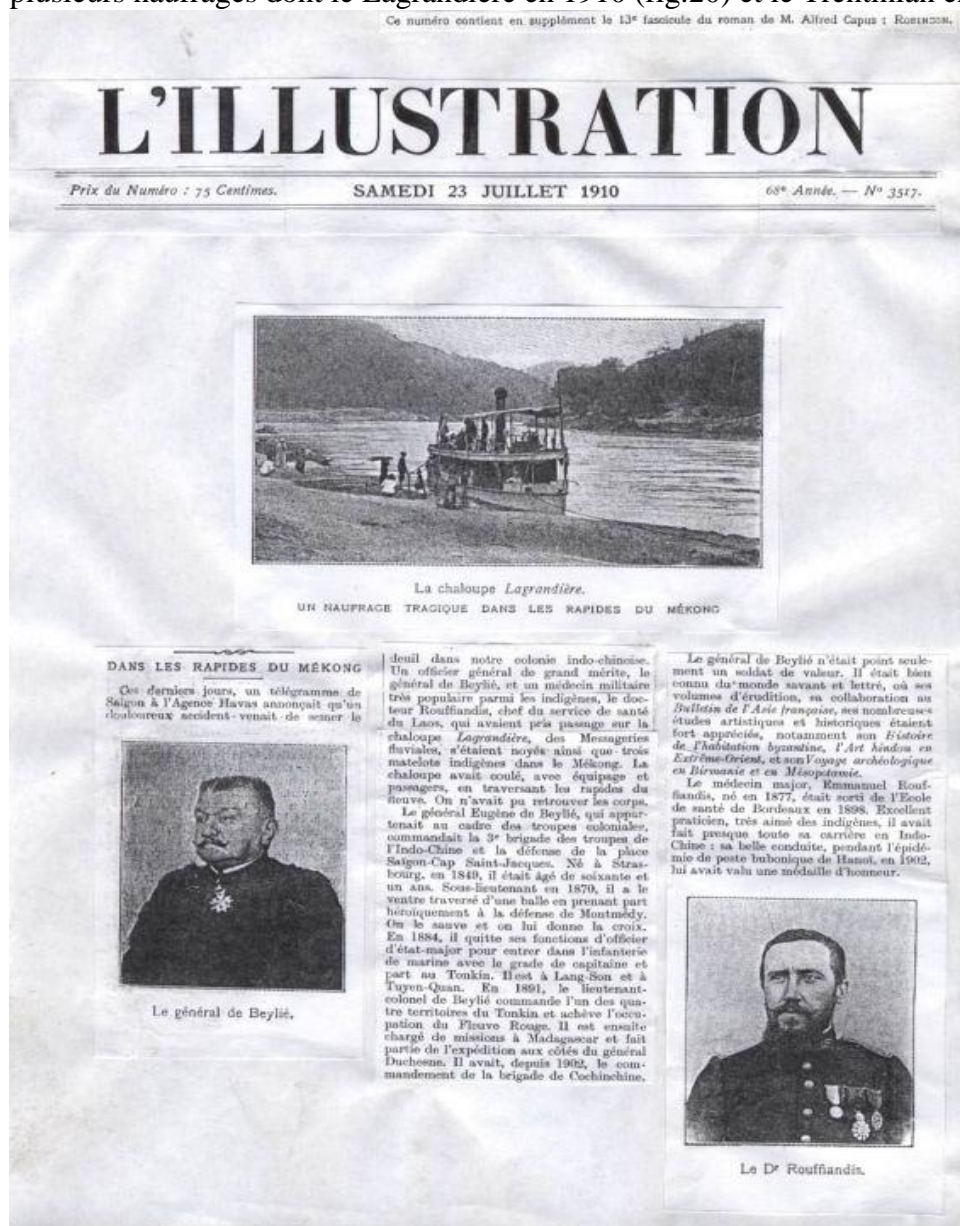 plusieurs naufrages dont le Lagrandière en 1910 (fig.20) et le Trentinian en
Ce numéro contient en supplément le 13e fascicule du roman de M. Alfred Capus : ROBINSON.
L'ILLUSTRATION
Prix du Numéro : 75 Centimes.
SAMEDI 23 JUILLET 1910
68e Année. — No 3517.
La chaloupe Lagrandière.
UN NAUFRAGE TRAGIQUE DANS LES RAPIDES DU MÉKONG
DANS LES RAPIDES DU MÉKONG
Ces derniers jours, un télégramme de
Saïgon à l'Agence Havas annonçait qu'un
douloureux accident venait de semer le
Le général de Beylié.
deuil dans notre colonie indo-chinoise.
Un officier général de grand mérite, le
général de Beylié, et un médecin militaire
très populaire parmi les indigènes, le doc-
teur Rouffiandis, chef du service de santé
du Laos, qui avaient pris passage sur la
chaloupe Lagrandière, des Messageries
fluviales, s'étaient noyés ainsi que trois
matelots indigènes dans le Mékong. La
chaloupe avait coulé, avec équipage et
passagers, en traversant les rapides du
fleuve. On n'avait pu retrouver les corps.
Le général Eugène de Beylié, qui appar-
tenait au cadre des troupes coloniales,
commandait la 3e brigade des troupes de
l'Indo-Chine et la défense de la place
Saïgon-Cap Saint-Jacques. Né à Stras-
bourg, en 1849, il était âgé de soixante et
un ans. Sous-lieutenant en 1870, il a le
ventre traversé d'une balle en prenant part
héroïquement à la défense de Montmédy.
On le sauve et on lui donne la croix.
En 1884, il quitte ses fonctions d'officier
d'état-major pour entrer dans l'infanterie
de marine avec le grade de capitaine et
part au Tonkin. Il est à Lang-Son et à
Tuyen-Quan. En 1891, le lieutenant-
colonel de Beylié commande l'un des qua-
tre territoires du Tonkin et achève l'occu-
pation du Fleuve Rouge. Il est ensuite
chargé de missions à Madagascar et fait
partie de l'expédition aux côtés du général
Duchesne. Il avait, depuis 1902, le com-
mandement de la brigade de Cochinchine.
Le général de Beylié n'était point seule-
ment un soldat de valeur. Il était bien
connu du monde savant et lettré, où ses
volumes d'érudition, sa collaboration au
Bulletin de l'Asie française, ses nombreuses
études artistiques et historiques étaient
fort appréciés, notamment son Histoire
de l'habitation byzantine, l'Art hindou en
Extrême-Orient, et son Voyage archéologique
en Birmanie et en Mésopotamie.
Le médecin major, Emmanuel Rouf-
fiandis, né en 1877, était sorti de l'Ecole
de santé de Bordeaux en 1898. Excellent
praticien, très aimé des indigènes, il avait
fait presque toute sa carrière en Indo-
Chine : sa belle conduite, pendant l'épidé-
mie de peste bubonique de Hanoï, en 1902,
lui avait valu une médaille d'honneur.
Le Dr Rouffiandis.